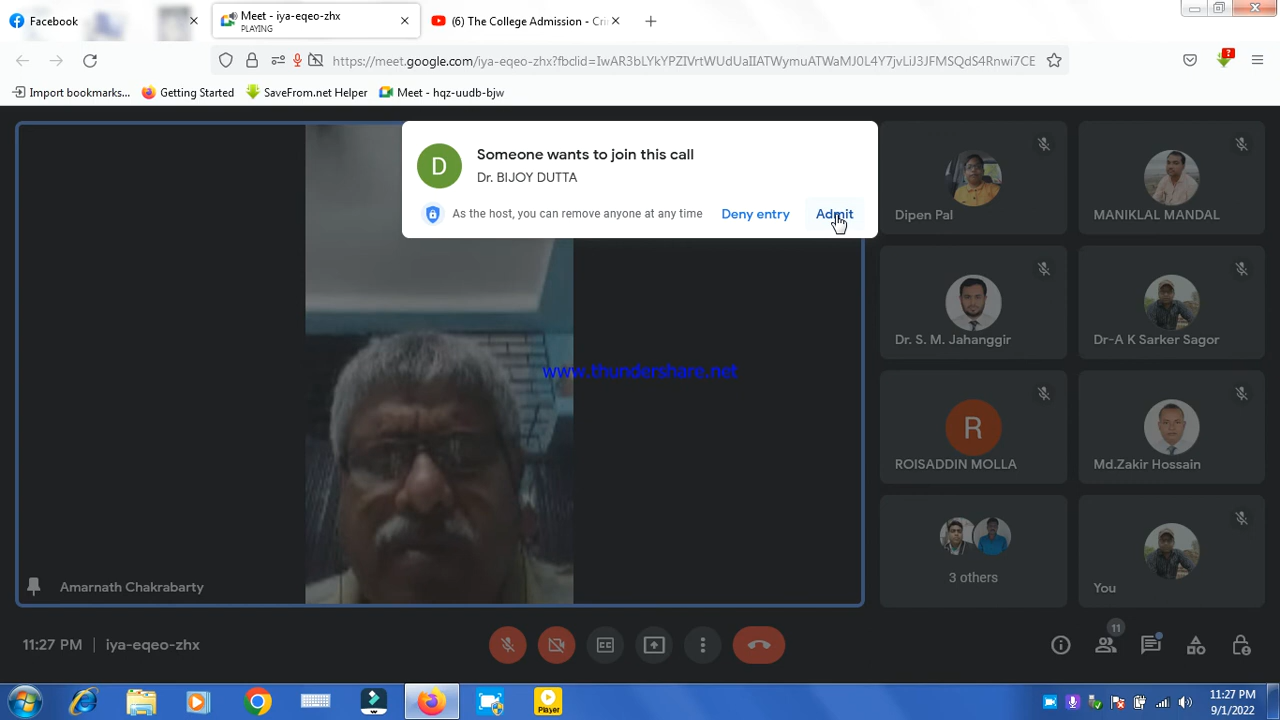 Facebook
Meet - iya-eqeo-zhx
PLAYING
(6) The College Admission - Cri
https://meet.google.com/iya-eqeo-zhx?fbclid=IwAR3bLYkYPZIVrtWUdUaIIATWymuATWaMJ0L4Y7jvLiJ3JFMSQdS4Rnwi7CE
Import bookmarks...
Getting Started
SaveFrom.net Helper
Meet - hqz-uudb-bjw
?
Someone wants to join this call
D
Dr. BIJOY DUTTA
As the host, you can remove anyone at any time
Deny entry
Admit
Dipen Pal
MANIKLAL MANDAL
Dr. S. M. Jahanggir
Dr-A K Sarker Sagor
www.thundershare.net
R
ROISADDIN MOLLA
Md.Zakir Hossain
3 others
You
Amarnath Chakrabarty
11:27 PM | iya-eqeo-zhx
11
Player
11:27 PM
9/1/2022